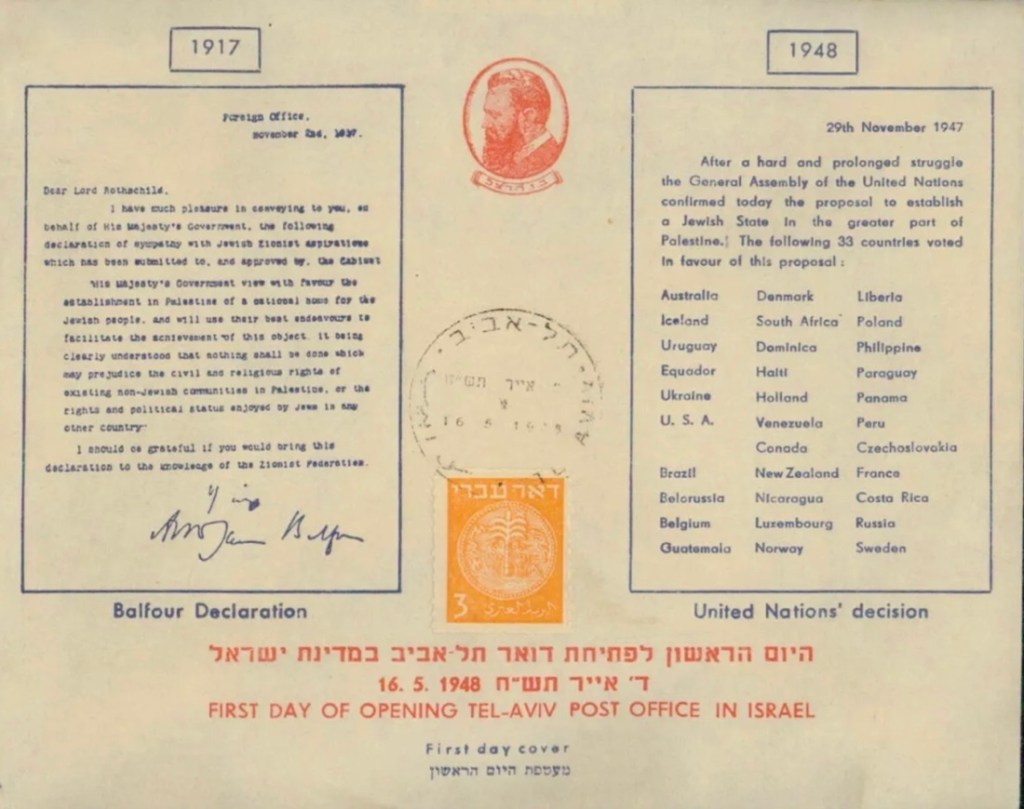 1917
Foreign Office,
November 2nd, 1917.
Dear Lord Rothschild,
I have much pleasure in conveying to you, on
behalf of His Majesty's Government, the following
declaration of sympathy with Jewish Zionist aspirations
which has been submitted to, and approved by, the Cabinet
"His Majesty's Government view with favour the
establishment in Palestine of a national home for the
Jewish people, and will use their best endeavours to
facilitate the achievement of this object, it being
clearly understood that nothing shall be done which
may prejudice the civil and religious rights of
existing non-Jewish communities in Palestine, or the
rights and political status enjoyed by Jews in any
other country"
I should be grateful if you would bring this
declaration to the knowledge of the Zionist Federation.
Balfour Declaration
הרצל
תל-אביב
אייר תש״ח
16 5 1948
AVIV
דואר עברי
3
1948
29th November 1947
After a hard and prolonged struggle
the General Assembly of the United Nations
confirmed today the proposal to establish
a Jewish State in the greater part of
Palestine. The following 33 countries voted
in favour of this proposal :
Australia Denmark Liberia
Iceland South Africa Poland
Uruguay Dominica Philippine
Equador Haiti Paraguay
Ukraine Holland Panama
U. S. A. Venezuela Peru
Canada Czechoslovakia
Brazil New Zealand France
Belorussia Nicaragua Costa Rica
Belgium Luxembourg Russia
Guatemala Norway Sweden
United Nations' decision
היום הראשון לפתיחת דואר תל-אביב במדינת ישראל
ד׳ אייר תש״ח 16. 5. 1948
FIRST DAY OF OPENING TEL-AVIV POST OFFICE IN ISRAEL
First day cover
מעטפת היום הראשון